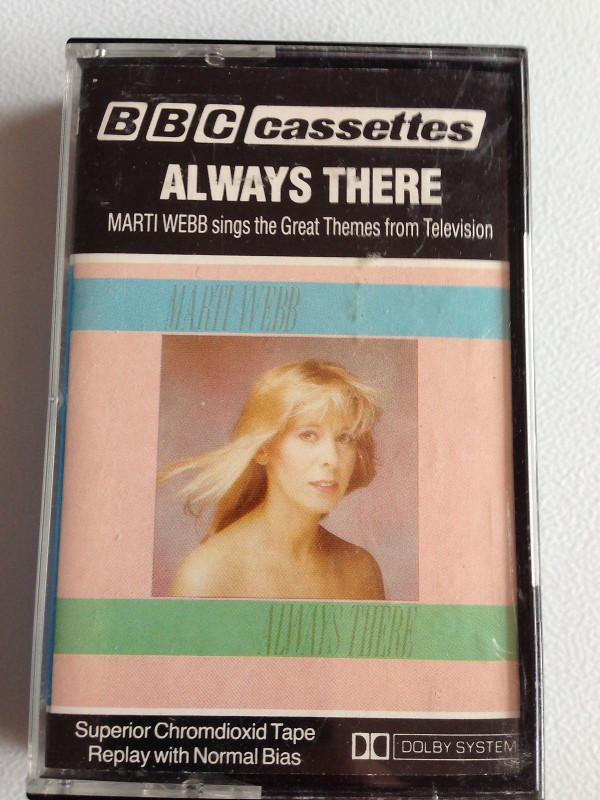 BBC cassettes
ALWAYS THERE
MARTI WEBB sings the Great Themes from Television
MARTI WEBB
ALWAYS THERE
Superior Chromdioxid Tape
Replay with Normal Bias
DOLBY SYSTEM